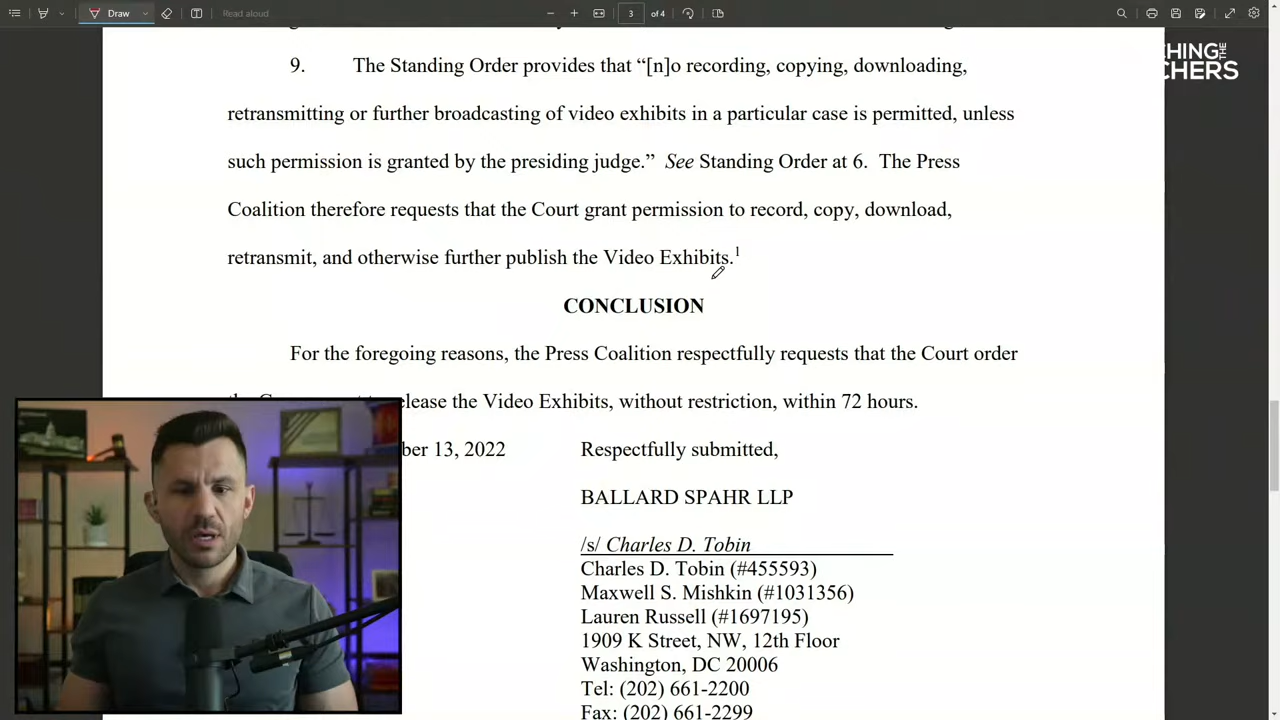 Draw
Read aloud
3
of 4
9. The Standing Order provides that “[n]o recording, copying, downloading,
retransmitting or further broadcasting of video exhibits in a particular case is permitted, unless
such permission is granted by the presiding judge.” See Standing Order at 6. The Press
Coalition therefore requests that the Court grant permission to record, copy, download,
retransmit, and otherwise further publish the Video Exhibits.1
CONCLUSION
For the foregoing reasons, the Press Coalition respectfully requests that the Court order
elease the Video Exhibits, without restriction, within 72 hours.
ber 13, 2022
Respectfully submitted,
BALLARD SPAHR LLP
/s/ Charles D. Tobin
Charles D. Tobin (#455593)
Maxwell S. Mishkin (#1031356)
Lauren Russell (#1697195)
1909 K Street, NW, 12th Floor
Washington, DC 20006
Tel: (202) 661-2200
Fax: (202) 661-2299
HING THE
CHERS